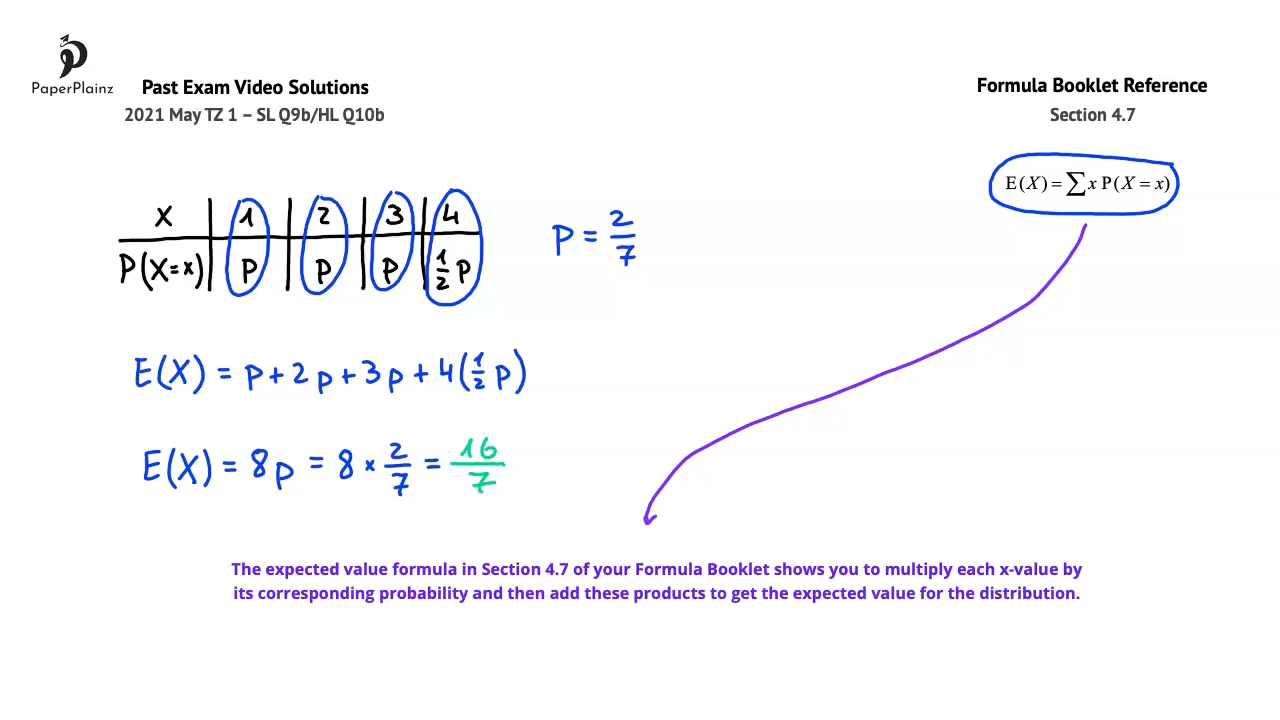 PaperPlainz
Past Exam Video Solutions
2021 May TZ 1 – SL Q9b/HL Q10b
Formula Booklet Reference
Section 4.7
E(X) = ∑ x P(X = x)
X | 1 | 2 | 3 | 4
P(X=x) | p | p | p | 1/2 p
p = 2/7
E(X) = p + 2p + 3p + 4(1/2 p)
E(X) = 8p = 8 × 2/7 = 16/7
The expected value formula in Section 4.7 of your Formula Booklet shows you to multiply each x-value by
its corresponding probability and then add these products to get the expected value for the distribution.